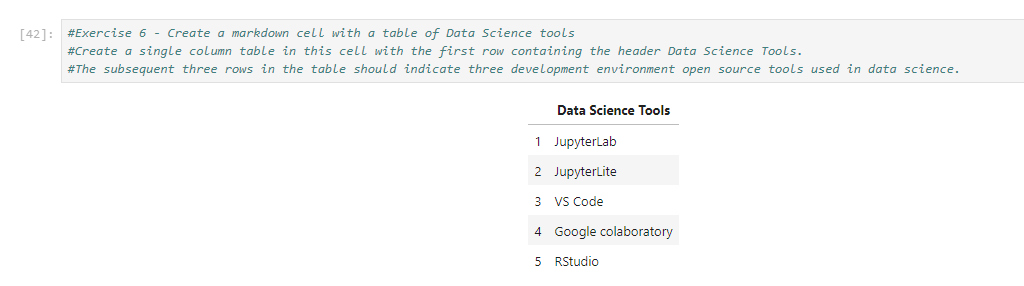 [42]: #Exercise 6 - Create a markdown cell with a table of Data Science tools
#Create a single column table in this cell with the first row containing the header Data Science Tools.
#The subsequent three rows in the table should indicate three development environment open source tools used in data science.
Data Science Tools
1 JupyterLab
2 JupyterLite
3 VS Code
4 Google colaboratory
5 RStudio